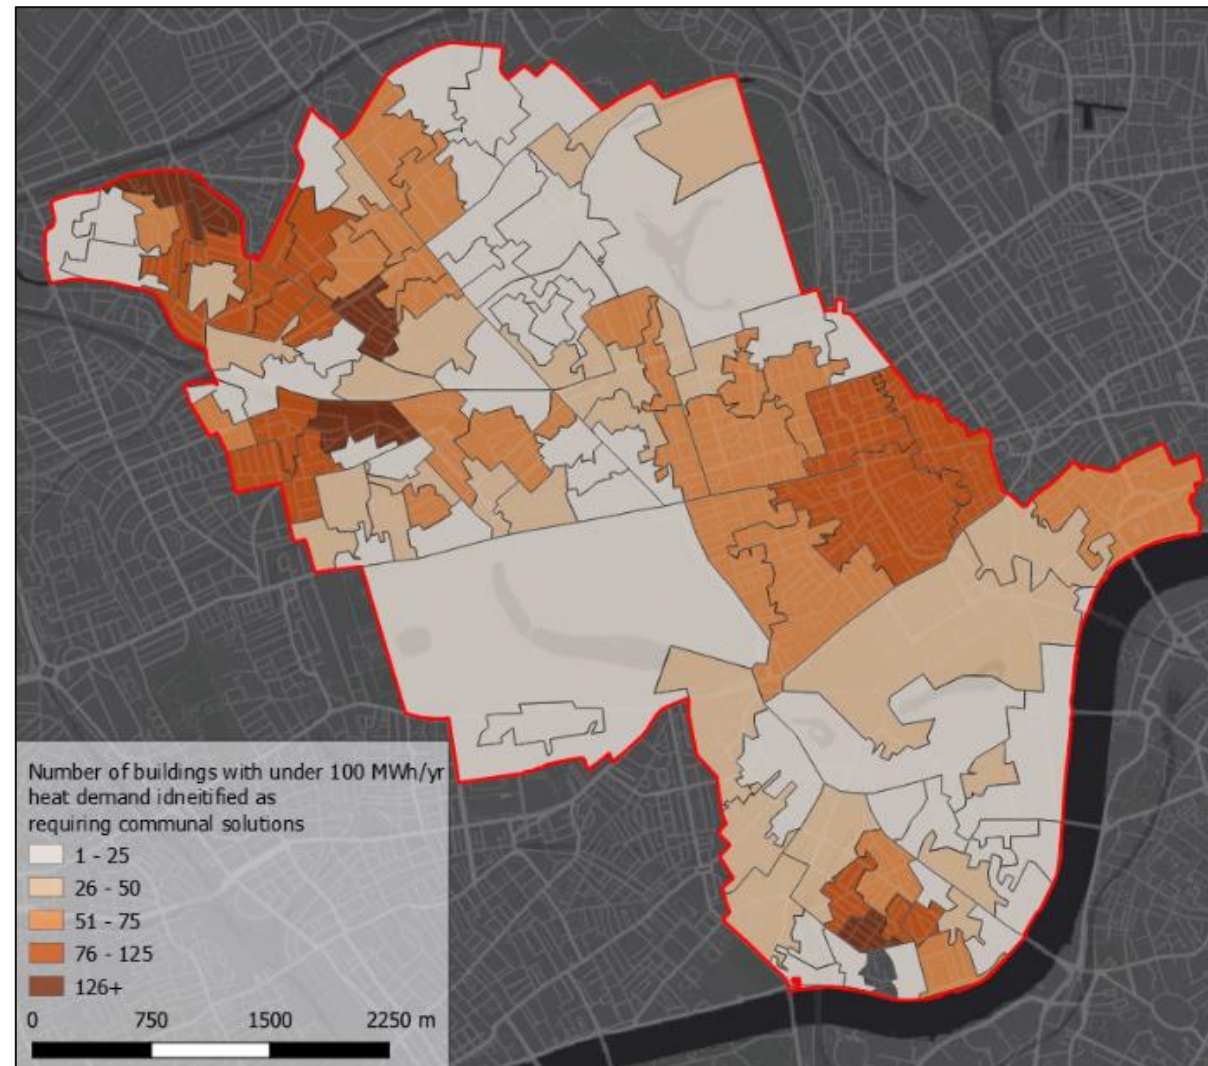 Number of buildings with under 100 MWh/yr
heat demand idneitified as
requiring communal solutions
1 - 25
26 - 50
51 - 75
76 - 125
126+
0 750 1500 2250 m